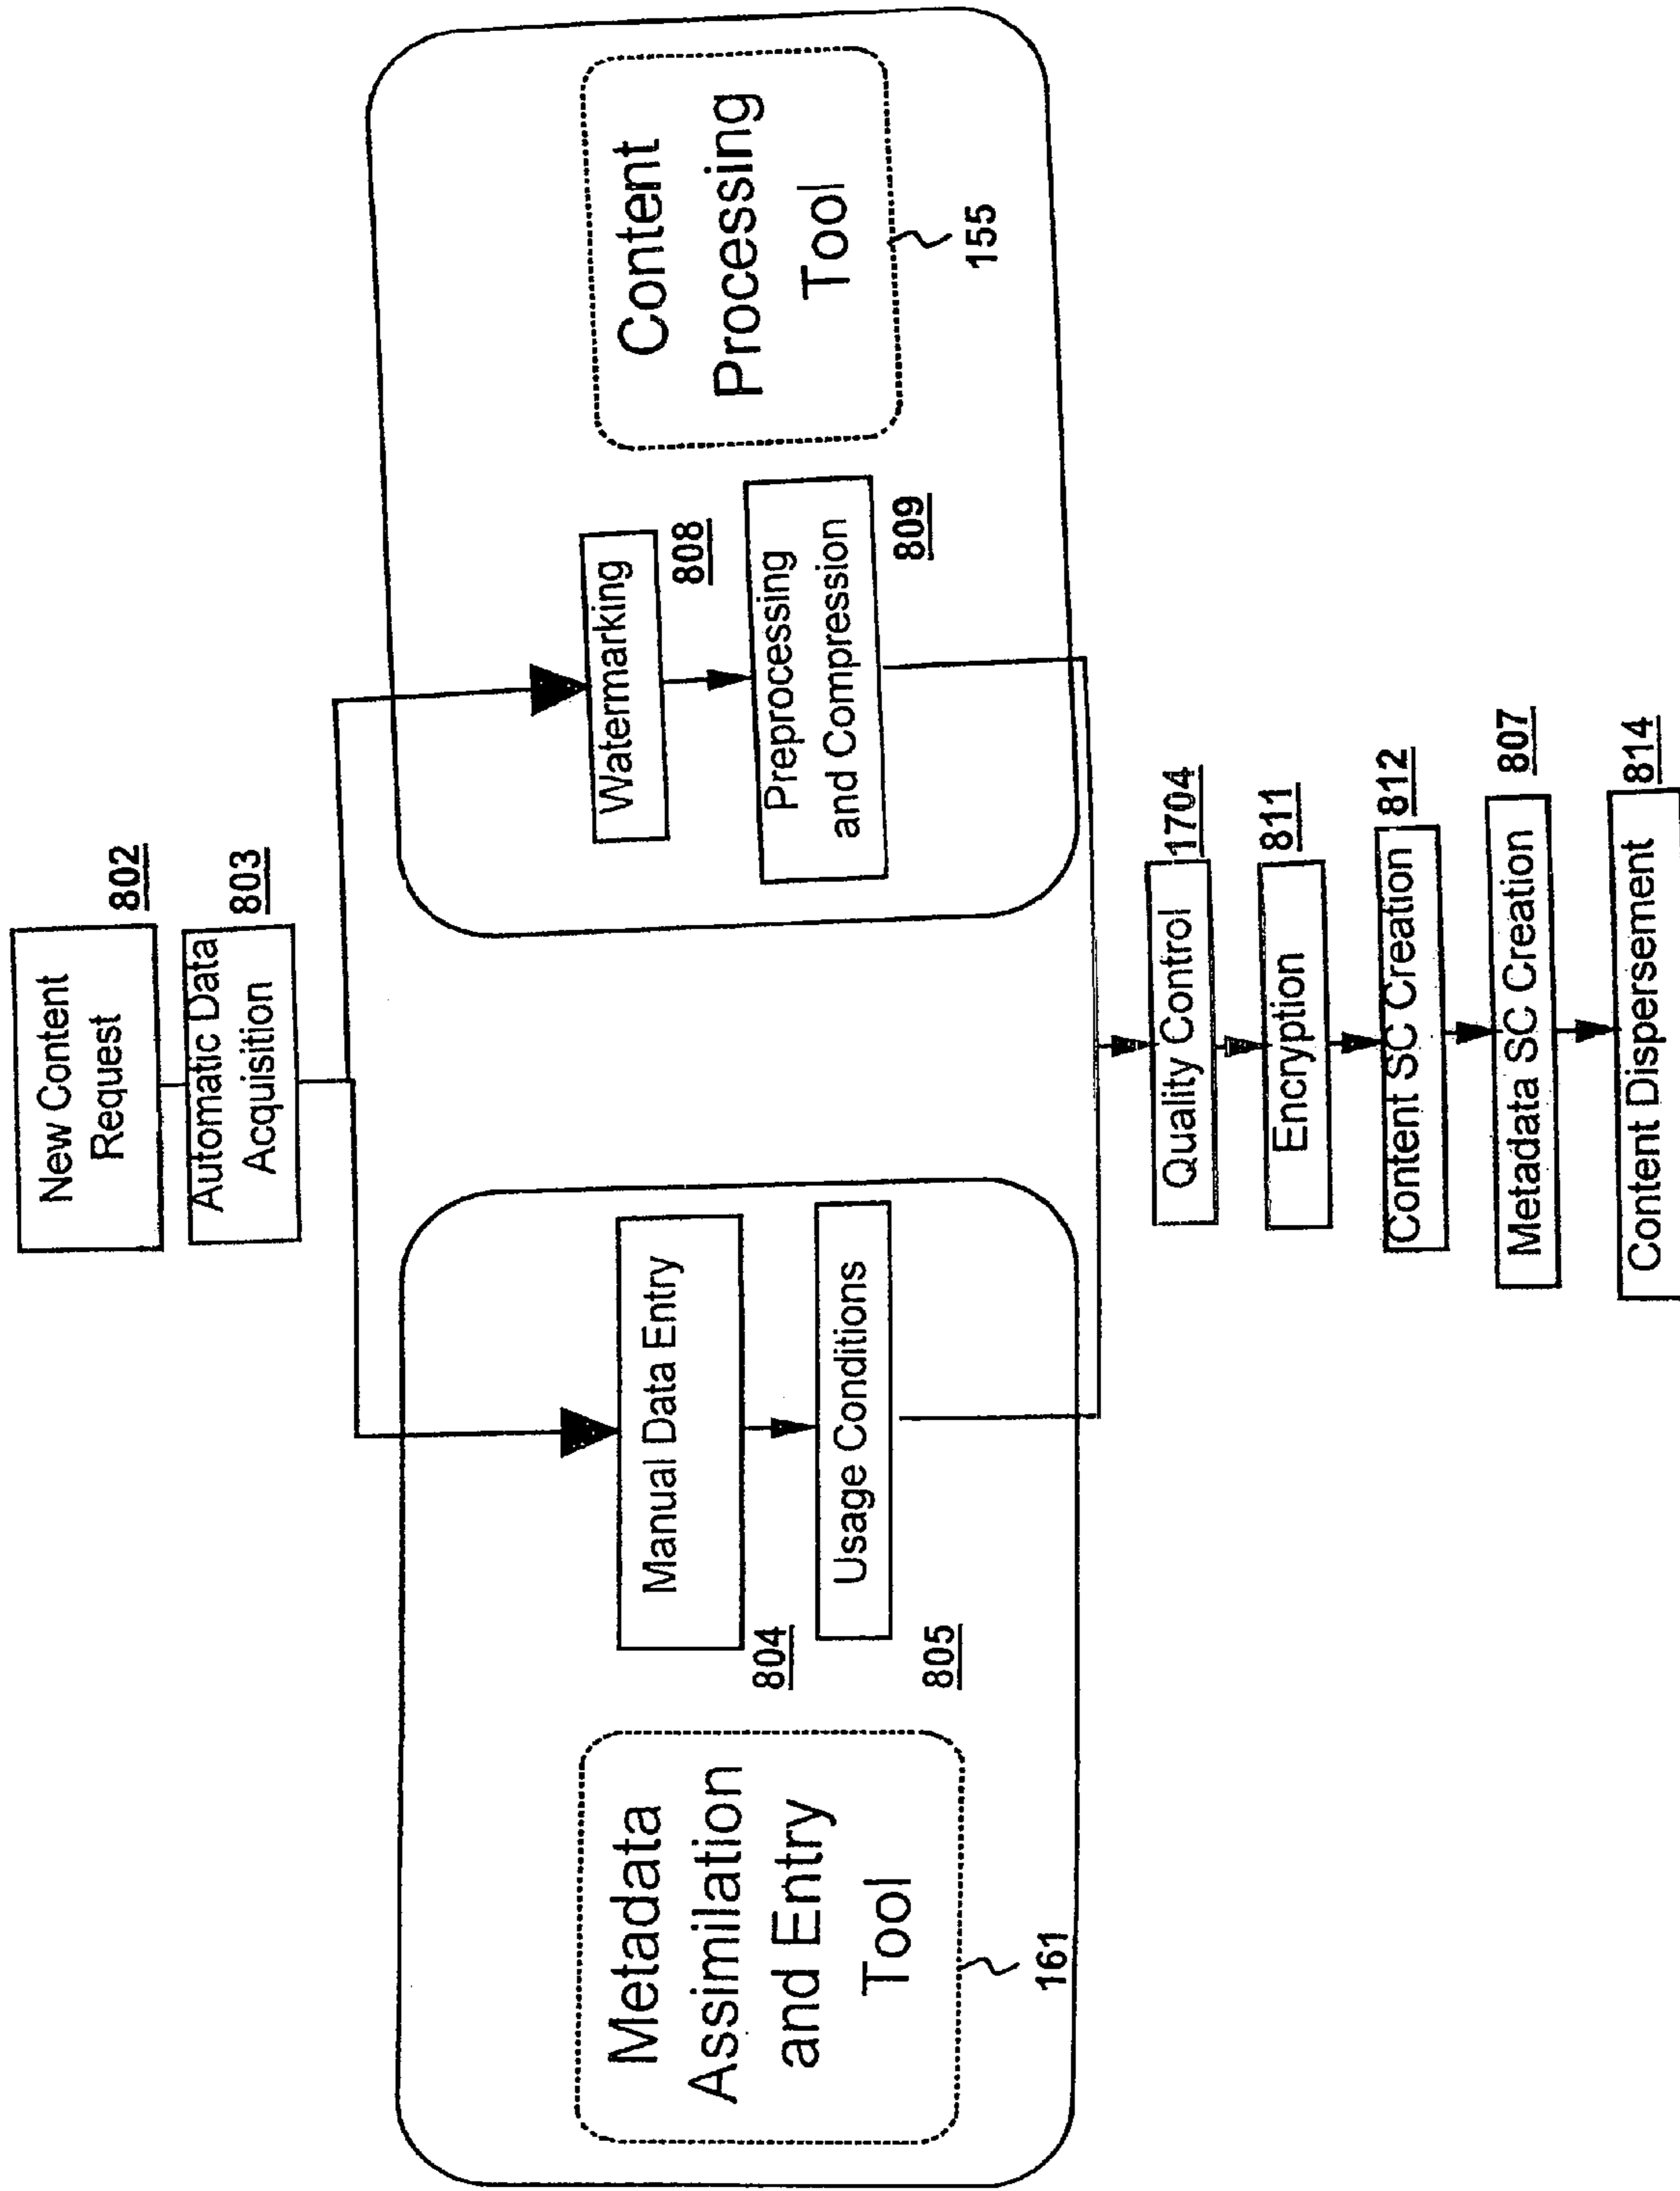 New Content
Request
802
Automatic Data
Acquisition
803
Metadata
Assimilation
and Entry
Tool
161
Manual Data Entry
804
Usage Conditions
805
Watermarking
808
Preprocessing
and Compression
809
Content
Processing
Tool
155
Quality Control
1704
Encryption
811
Content SC Creation
812
Metadata SC Creation
807
Content Dispersement
814